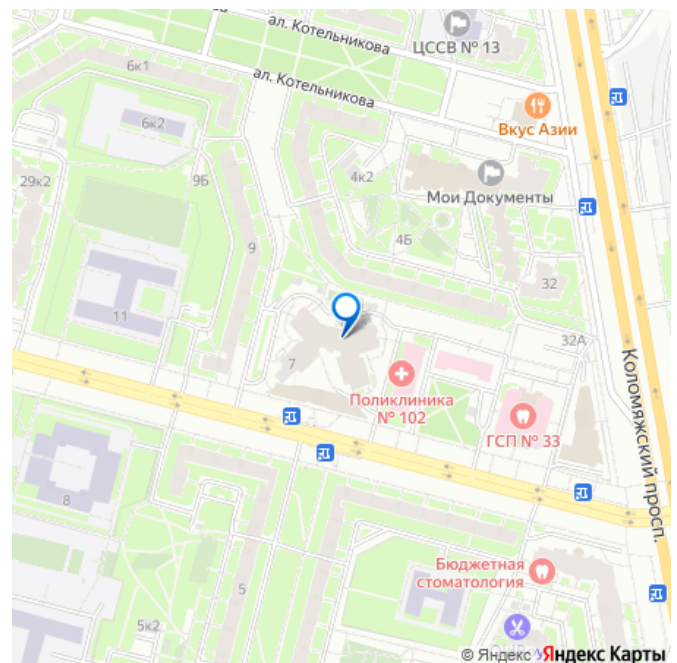 ал. Котельникова
ЦССВ № 13
6к1
ал. Котельникова
Вкус Азии
6к2
29к2
9Б
4к2
Мои Документы
4Б
9
32
11
32А
7
Поликлиника
№ 102
ГСП № 33
Коломяжский просп.
8
Бюджетная
стоматология
5
5к2
© Яндекс Яндекс Карты